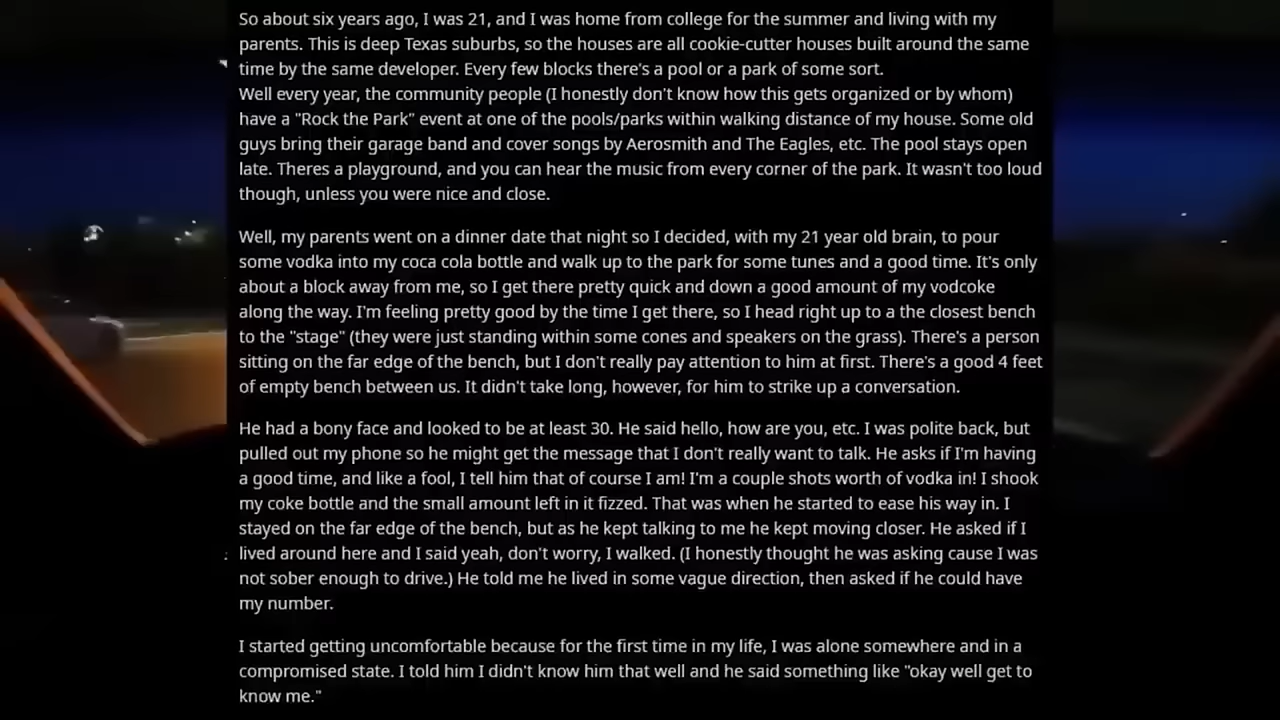 So about six years ago, I was 21, and I was home from college for the summer and living with my
parents. This is deep Texas suburbs, so the houses are all cookie-cutter houses built around the same
time by the same developer. Every few blocks there's a pool or a park of some sort.
Well every year, the community people (I honestly don't know how this gets organized or by whom)
have a "Rock the Park" event at one of the pools/parks within walking distance of my house. Some old
guys bring their garage band and cover songs by Aerosmith and The Eagles, etc. The pool stays open
late. Theres a playground, and you can hear the music from every corner of the park. It wasn't too loud
though, unless you were nice and close.
Well, my parents went on a dinner date that night so I decided, with my 21 year old brain, to pour
some vodka into my coca cola bottle and walk up to the park for some tunes and a good time. It's only
about a block away from me, so I get there pretty quick and down a good amount of my vodcoke
along the way. I'm feeling pretty good by the time I get there, so I head right up to a the closest bench
to the "stage" (they were just standing within some cones and speakers on the grass). There's a person
sitting on the far edge of the bench, but I don't really pay attention to him at first. There's a good 4 feet
of empty bench between us. It didn't take long, however, for him to strike up a conversation.
He had a bony face and looked to be at least 30. He said hello, how are you, etc. I was polite back, but
pulled out my phone so he might get the message that I don't really want to talk. He asks if I'm having
a good time, and like a fool, I tell him that of course I am! I'm a couple shots worth of vodka in! I shook
my coke bottle and the small amount left in it fizzed. That was when he started to ease his way in. I
stayed on the far edge of the bench, but as he kept talking to me he kept moving closer. He asked if I
lived around here and I said yeah, don't worry, I walked. (I honestly thought he was asking cause I was
not sober enough to drive.) He told me he lived in some vague direction, then asked if he could have
my number.
I started getting uncomfortable because for the first time in my life, I was alone somewhere and in a
compromised state. I told him I didn't know him that well and he said something like "okay well get to
know me."